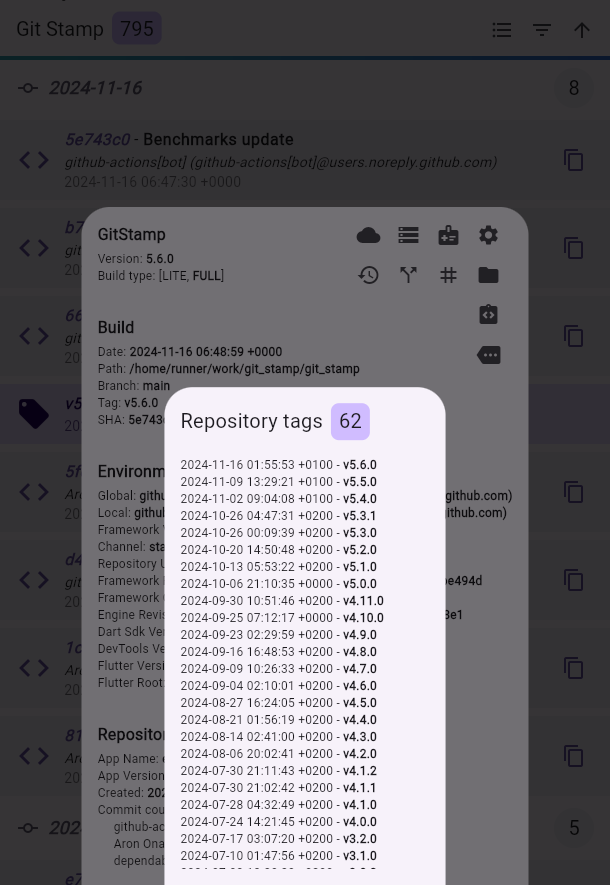 Git Stamp 795
2024-11-16 8
5e743c0 - Benchmarks update
github-actions[bot] (github-actions[bot]@users.noreply.github.com)
2024-11-16 06:47:30 +0000
GitStamp
Version: 5.6.0
Build type: [LITE, FULL]
Build
Date: 2024-11-16 06:48:59 +0000
Path: /home/runner/work/git_stamp/git_stamp
Branch: main
Tag: v5.6.0
SHA: 5e743
Repository tags 62
2024-11-16 01:55:53 +0100 - v5.6.0
2024-11-09 13:29:21 +0100 - v5.5.0
2024-11-02 09:04:08 +0100 - v5.4.0
2024-10-26 04:47:31 +0200 - v5.3.1
2024-10-26 00:09:39 +0200 - v5.3.0
2024-10-20 14:50:48 +0200 - v5.2.0
2024-10-13 05:53:22 +0200 - v5.1.0
2024-10-06 21:10:35 +0000 - v5.0.0
2024-09-30 10:51:46 +0200 - v4.11.0
2024-09-25 07:12:17 +0000 - v4.10.0
2024-09-23 02:29:59 +0200 - v4.9.0
2024-09-16 16:48:53 +0200 - v4.8.0
2024-09-09 10:26:33 +0200 - v4.7.0
2024-09-04 02:10:01 +0200 - v4.6.0
2024-08-27 16:24:05 +0200 - v4.5.0
2024-08-21 01:56:19 +0200 - v4.4.0
2024-08-14 02:41:00 +0200 - v4.3.0
2024-08-06 20:02:41 +0200 - v4.2.0
2024-07-30 21:11:43 +0200 - v4.1.2
2024-07-30 21:02:42 +0200 - v4.1.1
2024-07-28 04:32:49 +0200 - v4.1.0
2024-07-24 14:21:45 +0200 - v4.0.0
2024-07-17 03:07:20 +0200 - v3.2.0
2024-07-10 01:47:56 +0200 - v3.1.0
Environm
Global: githu github.com)
Local: github ithub.com)
Framework
Channel: sta
Repository U
Framework e494d
Framework
Engine Revis 3e1
Dart Sdk Ver
DevTools Ve
Flutter Versi
Flutter Root:
Repositor
App Name:
App Version
Created: 202
Commit cou
github-ac
Aron Ona
dependab
b7
git
20
66
git
20
v5
20
5f
Ar
20
d4
git
20
1c
Ar
20
81
Ar
20
202 5
e7